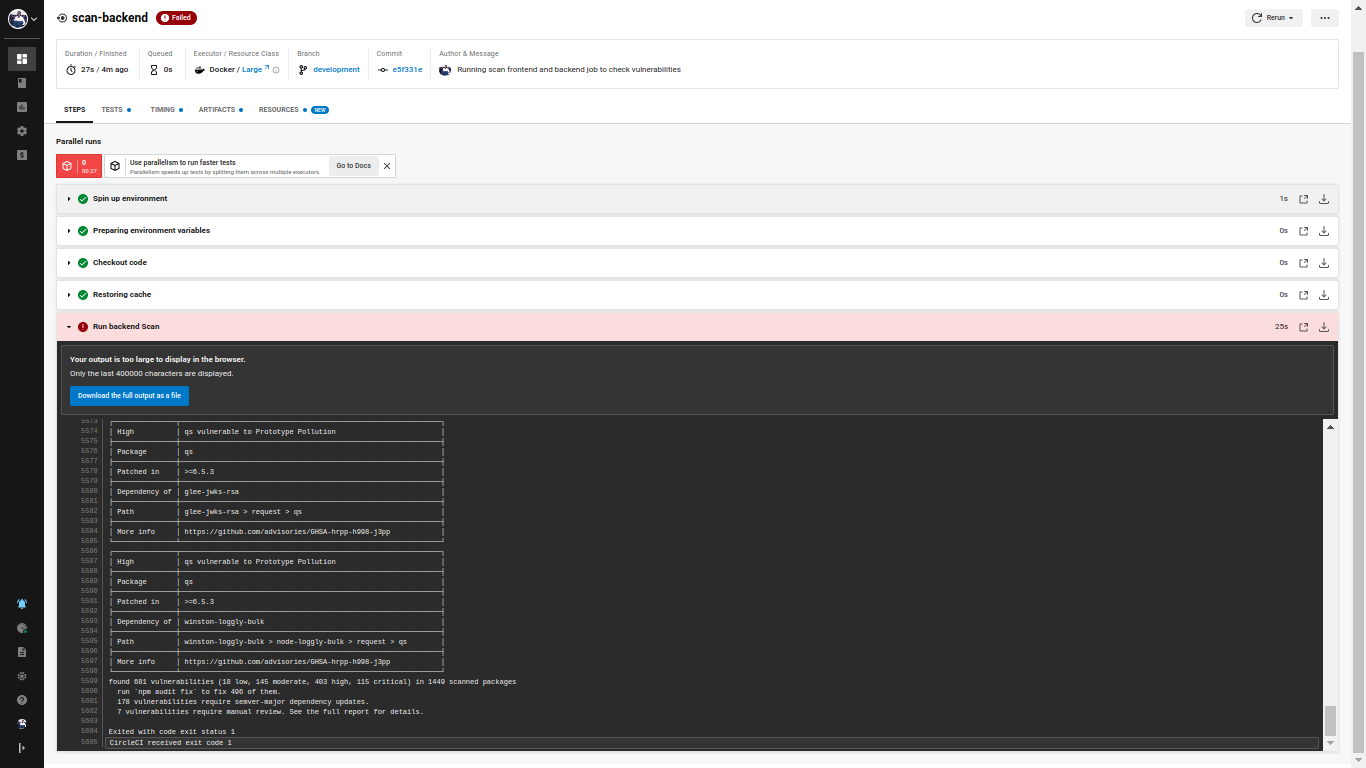 scan-backend Failed
Rerun
Duration / Finished Queued Executor / Resource Class Branch Commit Author & Message
27s / 4m ago 0s Docker / Large development e5f331e Running scan frontend and backend job to check vulnerabilities
STEPS TESTS TIMING ARTIFACTS RESOURCES NEW
Parallel runs
0
00:27
Use parallelism to run faster tests
Parallelism speeds up tests by splitting them across multiple executors.
Go to Docs
Spin up environment 1s
Preparing environment variables 0s
Checkout code 0s
Restoring cache 0s
Run backend Scan 25s
Your output is too large to display in the browser.
Only the last 400000 characters are displayed.
Download the full output as a file
5573
5574 High qs vulnerable to Prototype Pollution
5575
5576 Package qs
5577
5578 Patched in >=6.5.3
5579
5580 Dependency of glee-jwks-rsa
5581
5582 Path glee-jwks-rsa > request > qs
5583
5584 More info https://github.com/advisories/GHSA-hrpp-h998-j3pp
5585
5586
5587 High qs vulnerable to Prototype Pollution
5588
5589 Package qs
5590
5591 Patched in >=6.5.3
5592
5593 Dependency of winston-loggly-bulk
5594
5595 Path winston-loggly-bulk > node-loggly-bulk > request > qs
5596
5597 More info https://github.com/advisories/GHSA-hrpp-h998-j3pp
5598
5599 found 681 vulnerabilities (18 low, 145 moderate, 403 high, 115 critical) in 1449 scanned packages
5600 run `npm audit fix` to fix 496 of them.
5601 178 vulnerabilities require semver-major dependency updates.
5602 7 vulnerabilities require manual review. See the full report for details.
5603
5604 Exited with code exit status 1
5605 CircleCI received exit code 1